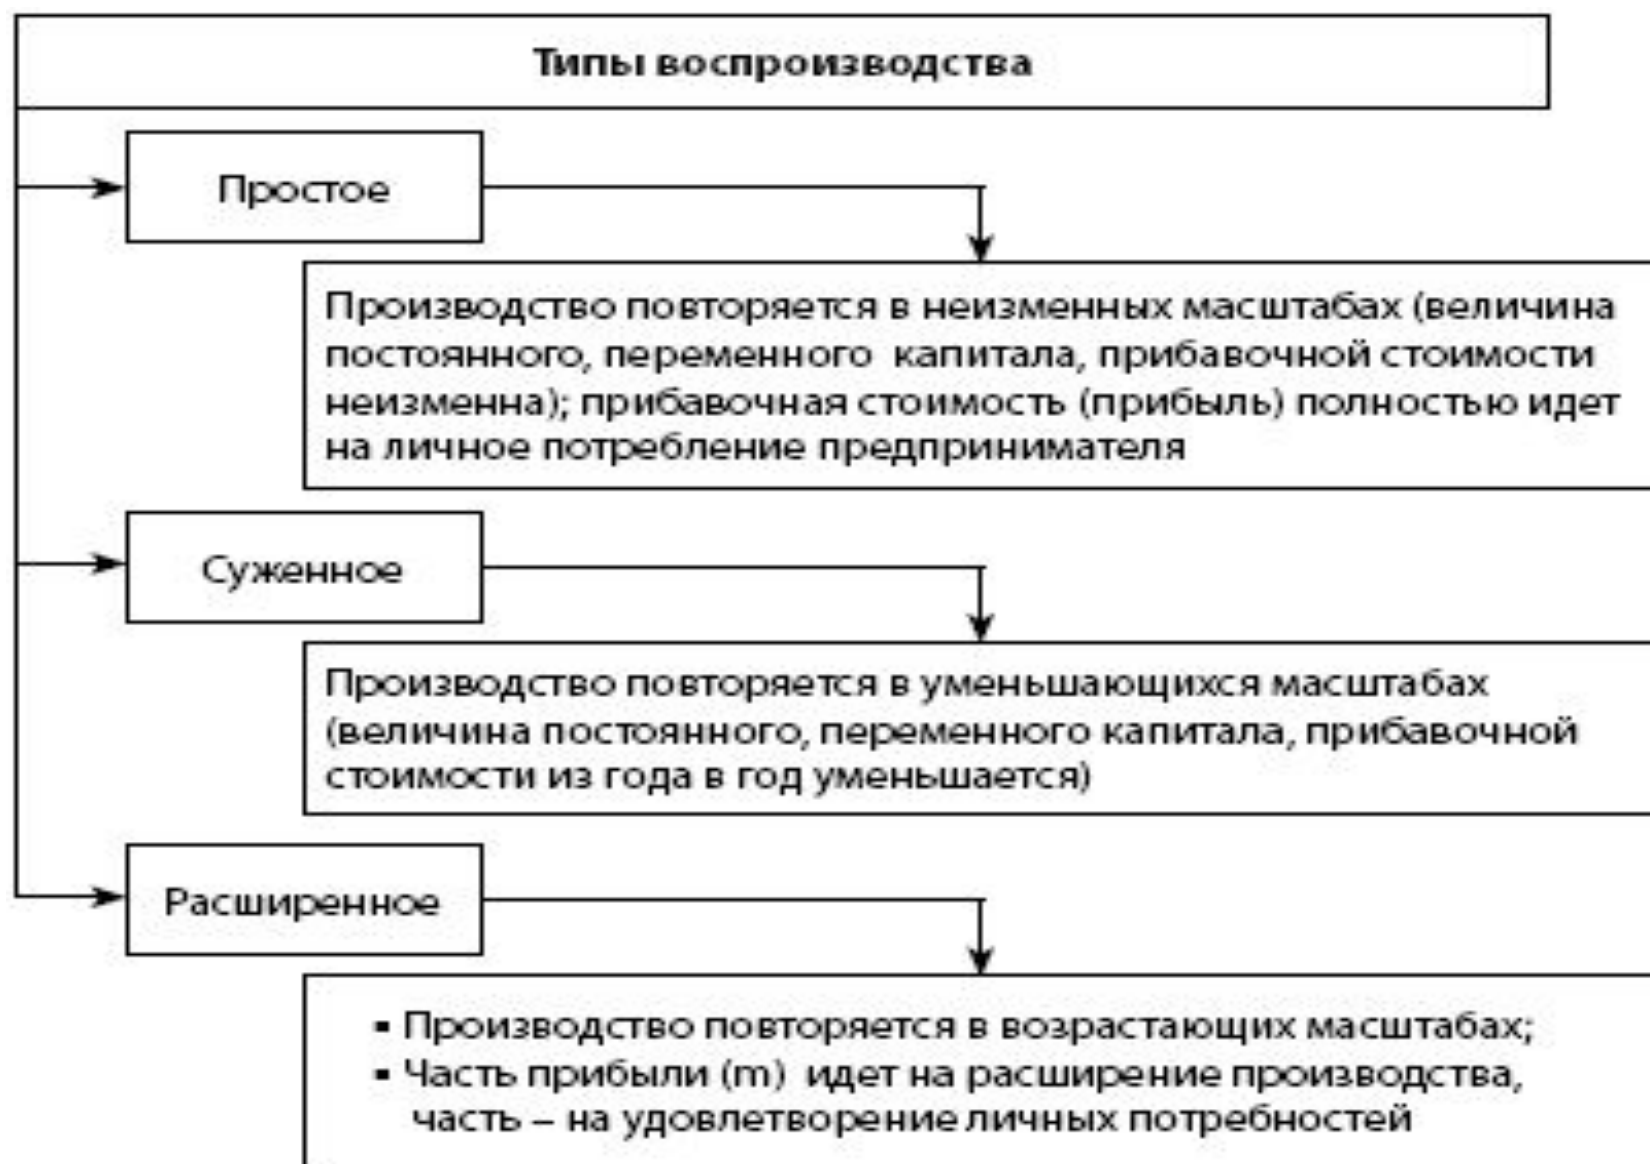 Типы воспроизводства
Простое
Производство повторяется в неизменных масштабах (величина
постоянного, переменного капитала, прибавочной стоимости
неизменна); прибавочная стоимость (прибыль) полностью идет
на личное потребление предпринимателя
Суженное
Производство повторяется в уменьшающихся масштабах
(величина постоянного, переменного капитала, прибавочной
стоимости из года в год уменьшается)
Расширенное
▪ Производство повторяется в возрастающих масштабах;
▪ Часть прибыли (m) идет на расширение производства,
часть – на удовлетворение личных потребностей